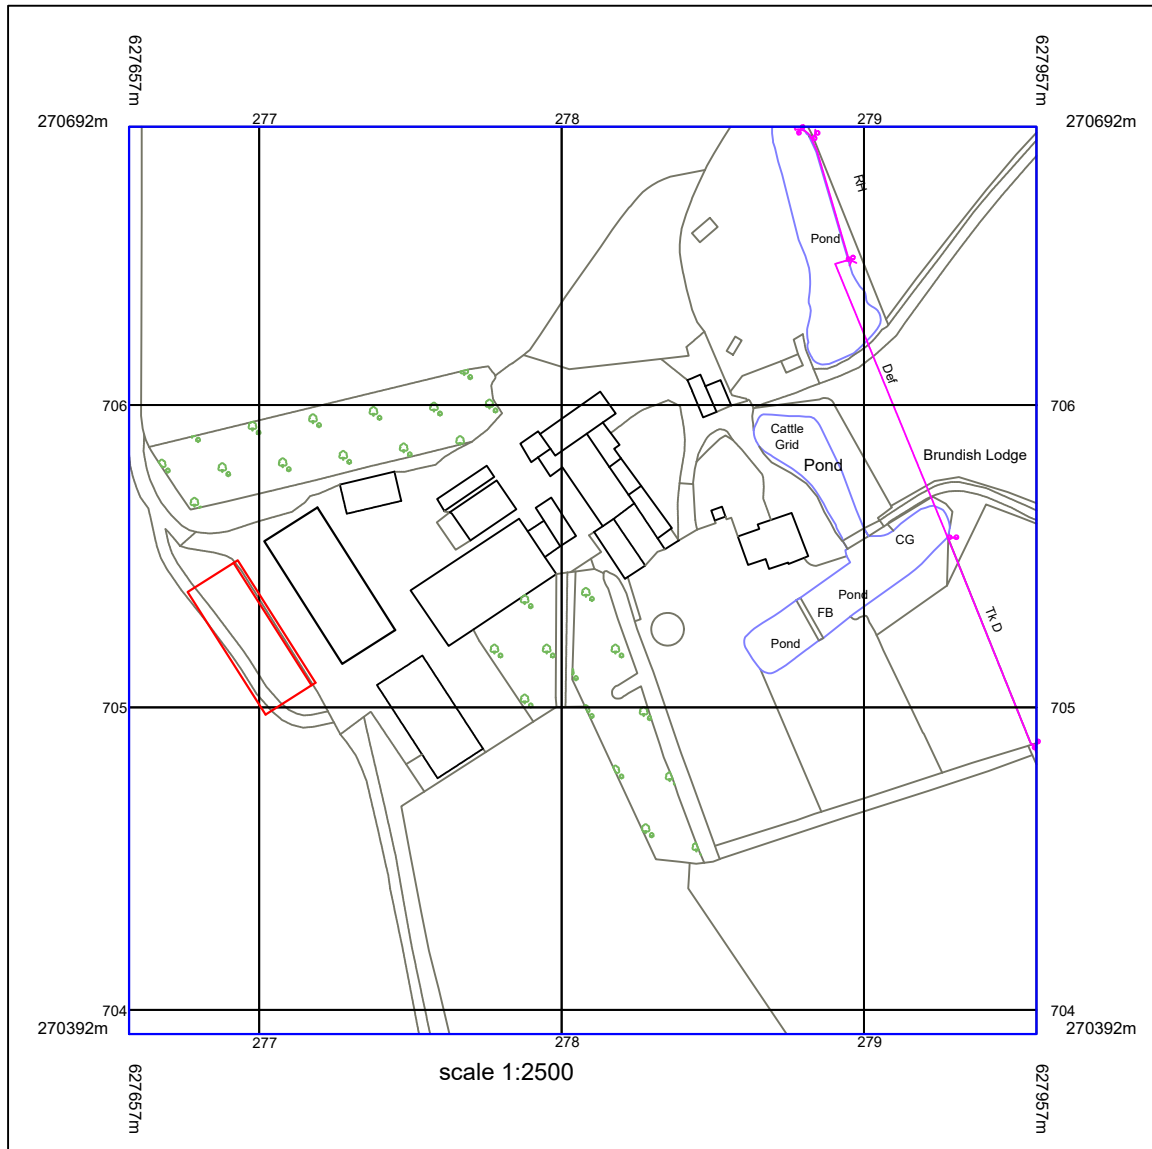 627657m
627957m
270692m
277
278
279
270692m
RH
Pond
Def
706
706
Cattle
Grid
Pond
Brundish Lodge
CG
Pond
FB
Tk D
Pond
705
705
704
704
270392m
270392m
277
278
279
scale 1:2500
627657m
627957m